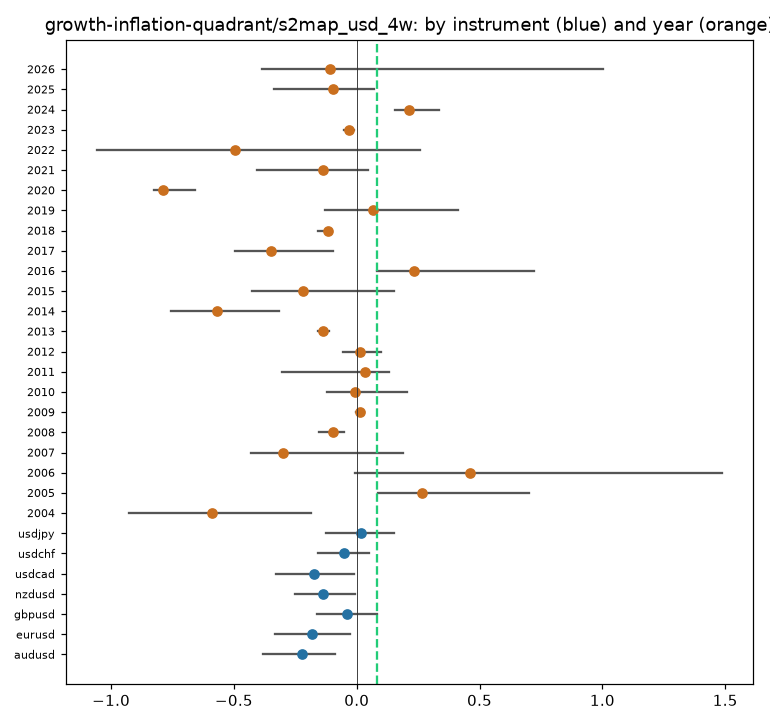 growth-inflation-quadrant/s2map_usd_4w: by instrument (blue) and year (orange)
2026
2025
2024
2023
2022
2021
2020
2019
2018
2017
2016
2015
2014
2013
2012
2011
2010
2009
2008
2007
2006
2005
2004
usdjpy
usdchf
usdcad
nzdusd
gbpusd
eurusd
audusd
−1.0 −0.5 0.0 0.5 1.0 1.5